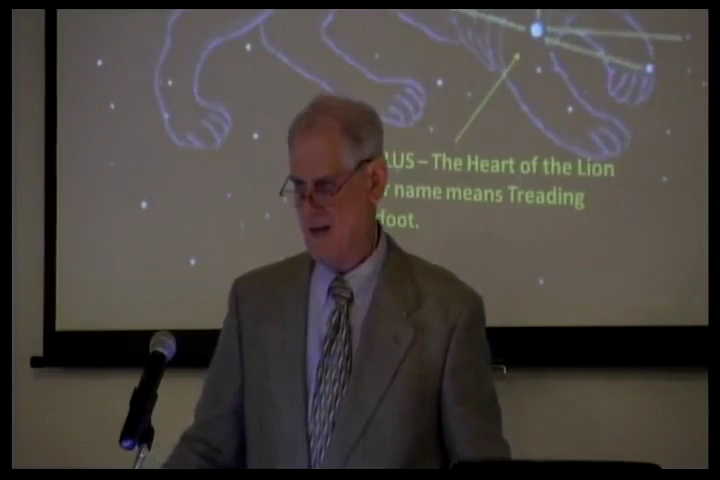 LUS – The Heart of the Lion
name means Treading
foot.